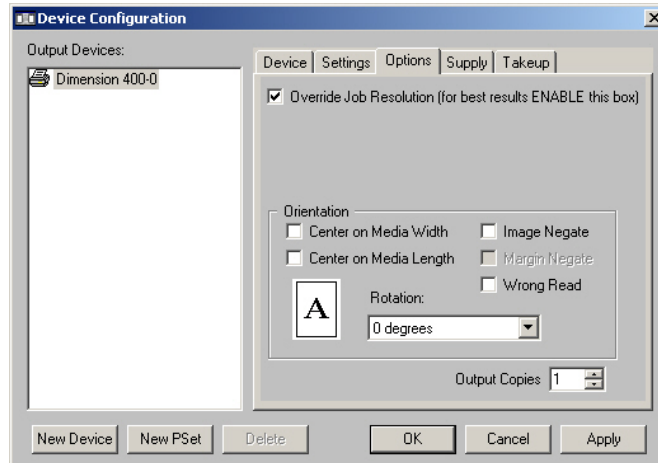 Device Configuration
Output Devices:
Dimension 400-0
Device Settings Options Supply Takeup
Override Job Resolution (for best results ENABLE this box)
Orientation
Center on Media Width Image Negate
Center on Media Length Margin Negate
Wrong Read
A
Rotation:
0 degrees
Output Copies 1
New Device New PSet Delete OK Cancel Apply